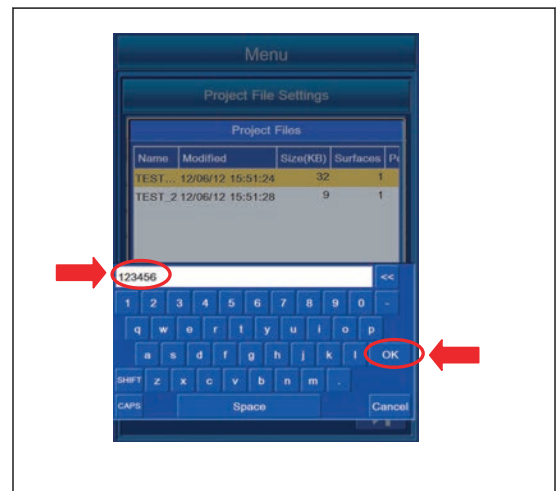 Menu
Project File Settings
Project Files
Name Modified Size(KB) Surfaces
TEST... 12/06/12 15:51:24 32 1
TEST_2 12/06/12 15:51:28 9 1
123456 <<
1 2 3 4 5 6 7 8 9 0 -
q w e r t y u i o p
a s d f g h j k l OK
SHIFT z x c v b n m .
CAPS Space Cancel